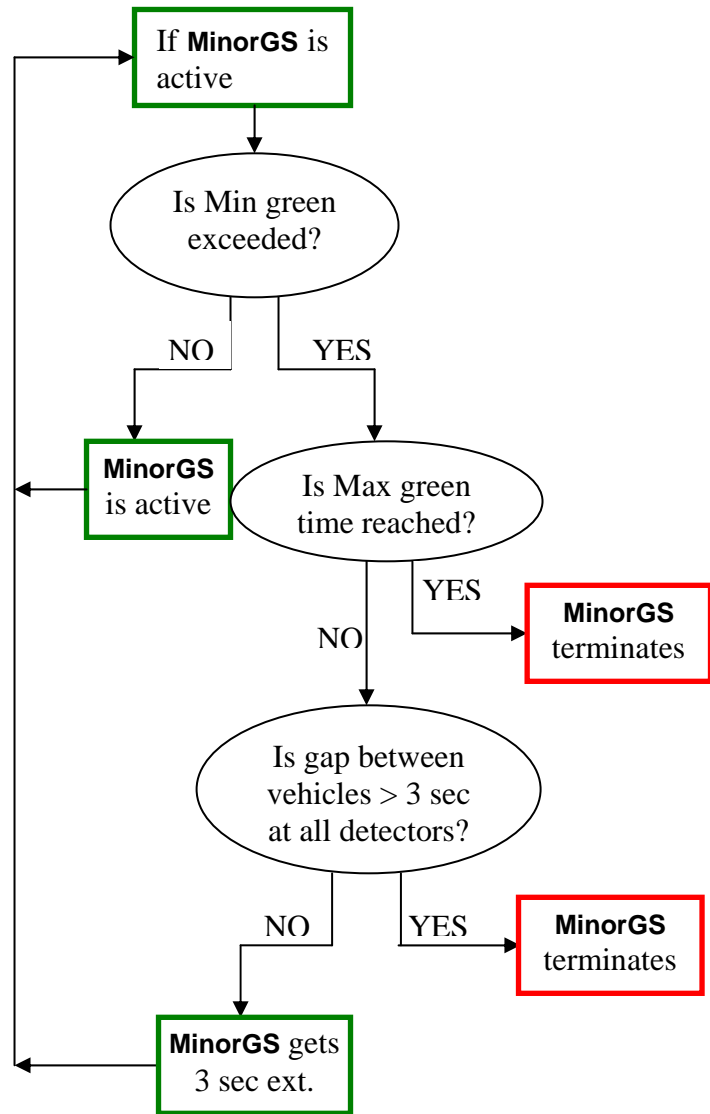 If MinorGS is
active
Is Min green
exceeded?
NO
YES
MinorGS
is active
Is Max green
time reached?
YES
NO
MinorGS
terminates
Is gap between
vehicles > 3 sec
at all detectors?
NO
YES
MinorGS
terminates
MinorGS gets
3 sec ext.